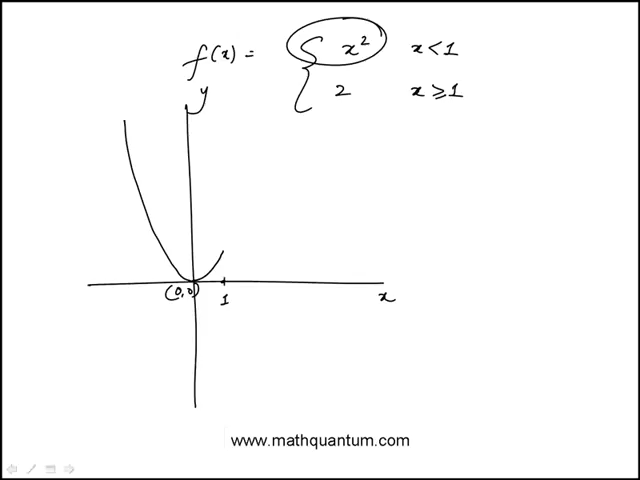 f(x) = { x² x < 1
2 x ≥ 1
y
(0,0) 1 x
www.mathquantum.com